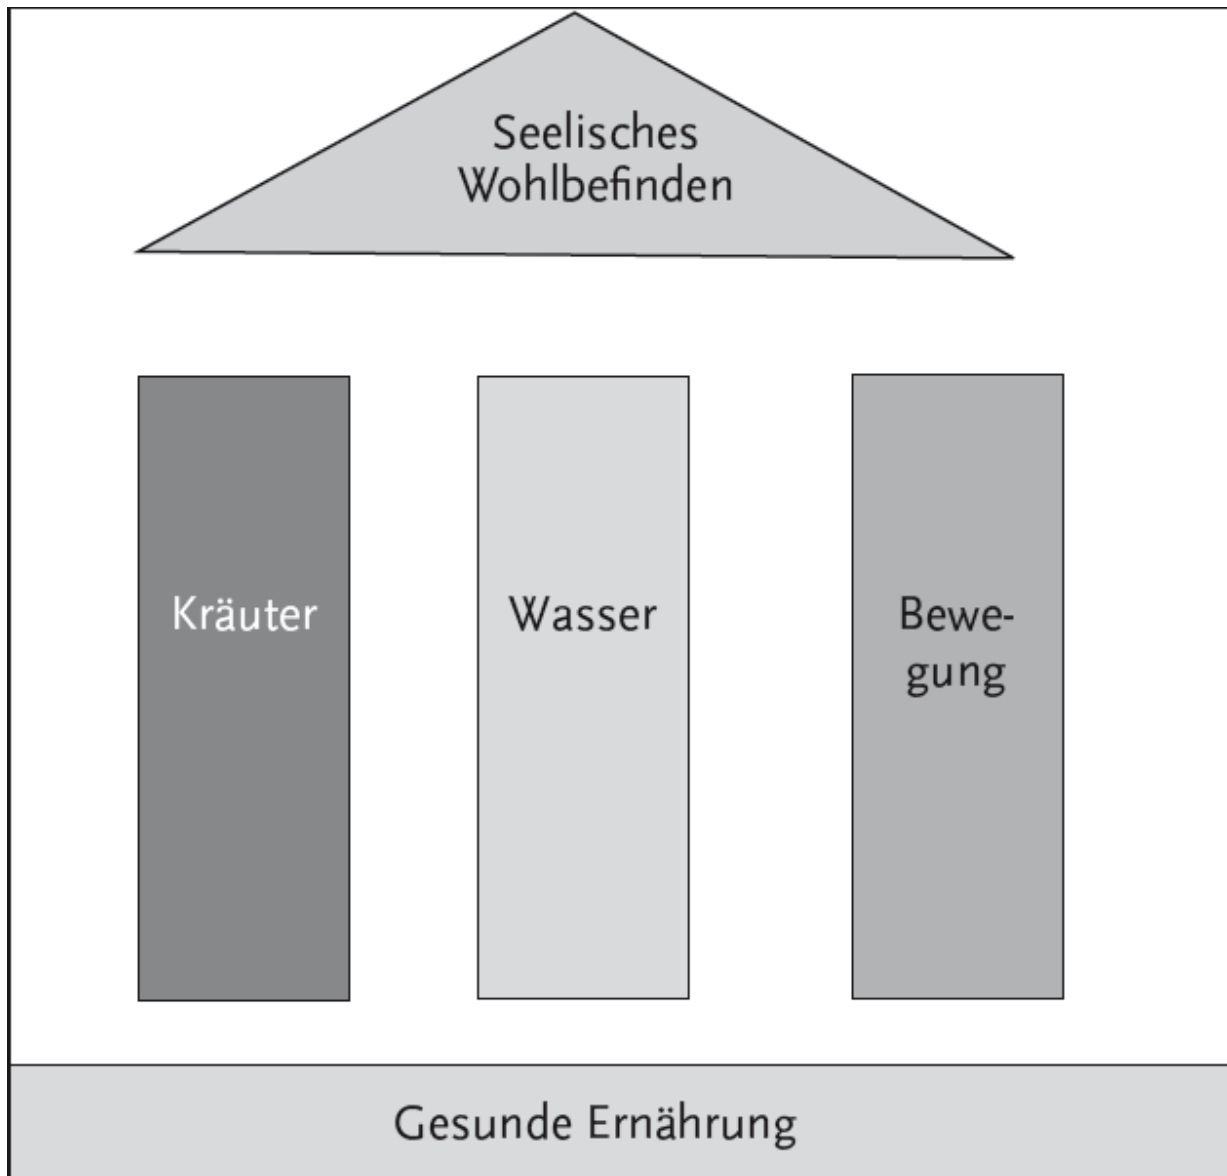 Seelisches
Wohlbefinden
Kräuter
Wasser
Bewe-
gung
Gesunde Ernährung